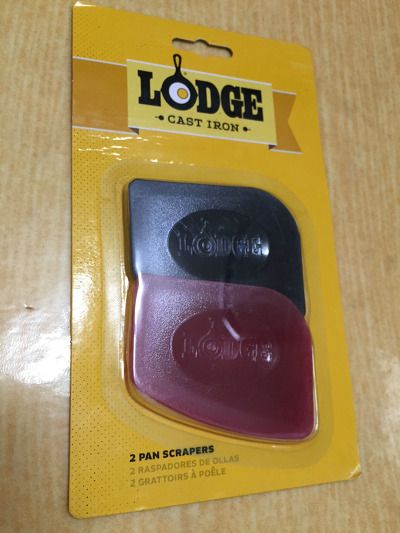 LODGE
CAST IRON
LODGE
LODGE
2 PAN SCRAPERS
2 RASPADORES DE OLLAS
2 GRATTOIRS À POÊLE